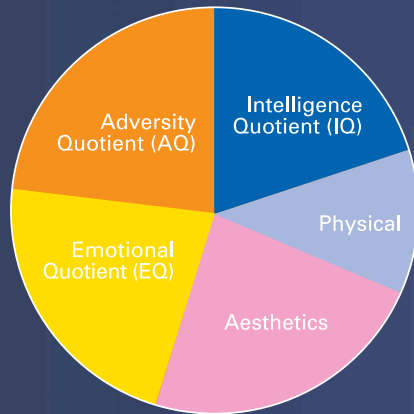 Adversity
Quotient (AQ)
Intelligence
Quotient (IQ)
Physical
Emotional
Quotient (EQ)
Aesthetics